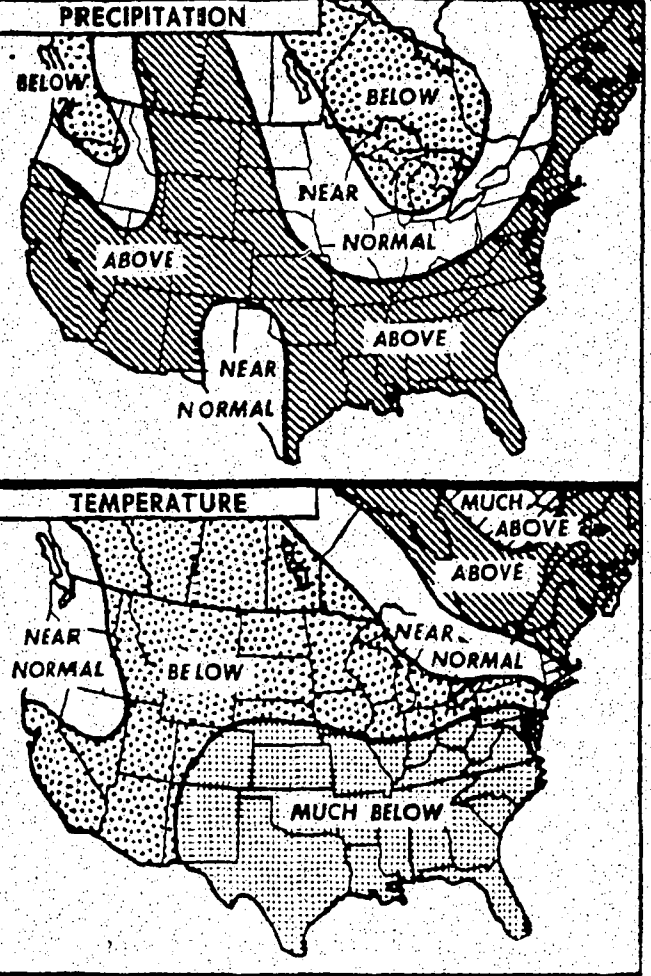 PRECIPITATION
BELOW
BELOW
NEAR
NORMAL
ABOVE
ABOVE
NEAR
NORMAL
TEMPERATURE
MUCH
ABOVE
ABOVE
NEAR
NORMAL
NEAR
NORMAL
BELOW
MUCH BELOW